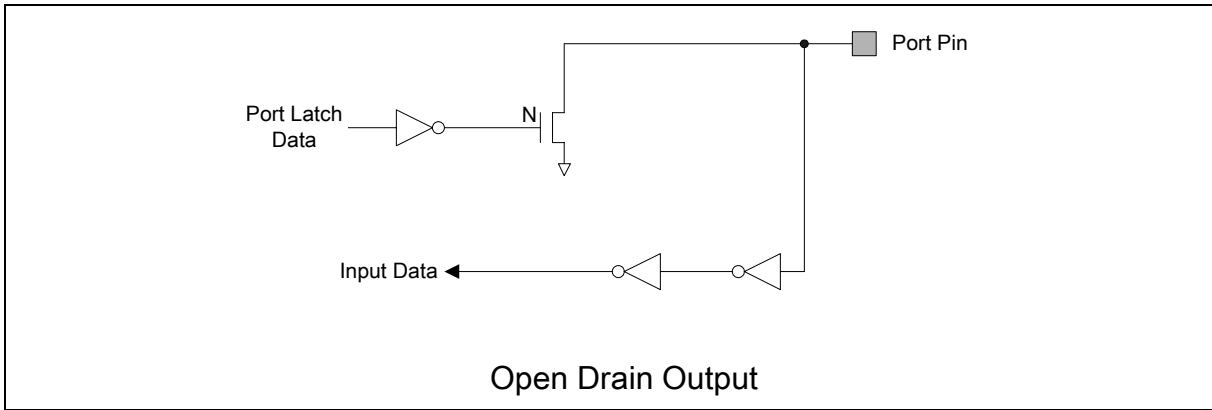 Port Pin
Port Latch
Data
N
Input Data
Open Drain Output